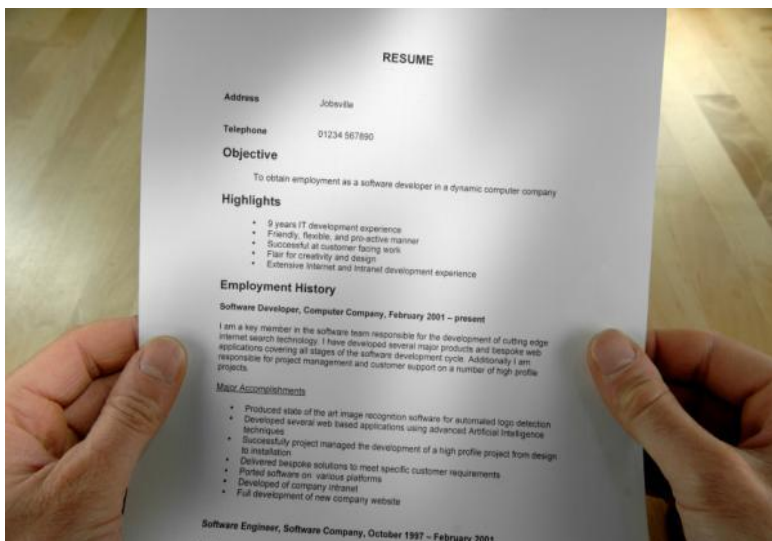 RESUME
Address Jobsville
Telephone 01234 567890
Objective
To obtain employment as a software developer in a dynamic computer company
Highlights
• 9 years IT development experience
• Friendly, flexible, and pro-active manner
• Successful at customer facing work
• Flair for creativity and design
• Extensive Internet and Intranet development experience
Employment History
Software Developer, Computer Company, February 2001 – present
I am a key member in the software team responsible for the development of cutting edge
internet search technology. I have developed several major products and bespoke web
applications covering all stages of the software development cycle. Additionally I am
responsible for project management and customer support on a number of high profile
projects.
Major Accomplishments
• Produced state of the art image recognition software for automated logo detection
• Developed several web based applications using advanced Artificial Intelligence
techniques
• Successfully project managed the development of a high profile project from design
to installation
• Delivered bespoke solutions to meet specific customer requirements
• Ported software on various platforms
• Developed of company intranet
• Full development of new company website
Software Engineer, Software Company, October 1997 – February 2001